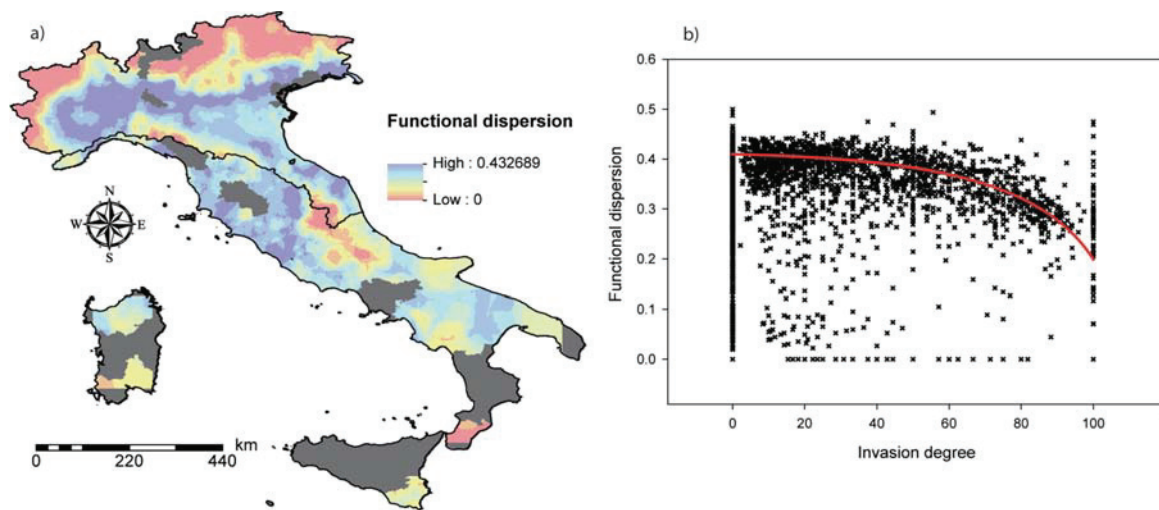 a)
Functional dispersion
High : 0.432689
Low : 0
N
W E
S
km
0 220 440
b)
Functional dispersion
0.6
0.5
0.4
0.3
0.2
0.1
0.0
0 20 40 60 80 100
Invasion degree